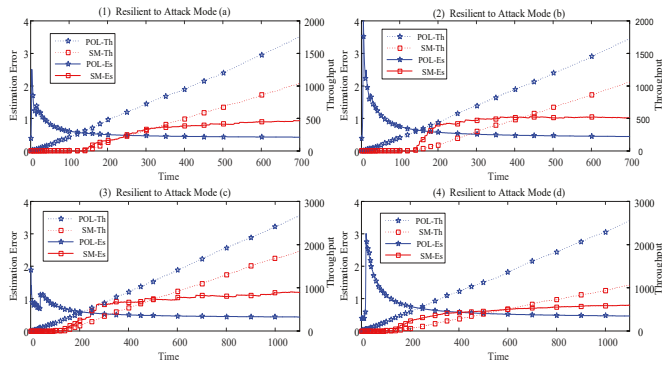 (1) Resilient to Attack Mode (a)
4
3
2
1
0
2000
1500
1000
500
0
0 100 200 300 400 500 600 700
Estimation Error
Throughput
Time
POL-Th
SM-Th
POL-Es
SM-Es
(2) Resilient to Attack Mode (b)
4
3
2
1
0
2000
1500
1000
500
0
0 100 200 300 400 500 600 700
Estimation Error
Throughput
Time
POL-Th
SM-Th
POL-Es
SM-Es
(3) Resilient to Attack Mode (c)
4
3
2
1
0
3000
2000
1000
0
0 200 400 600 800 1000
Estimation Error
Throughput
Time
POL-Th
SM-Th
POL-Es
SM-Es
(4) Resilient to Attack Mode (d)
4
3
2
1
0
3000
2000
1000
0
200 400 600 800 1000
Estimation Error
Throughput
Time
POL-Th
SM-Th
POL-Es
SM-Es